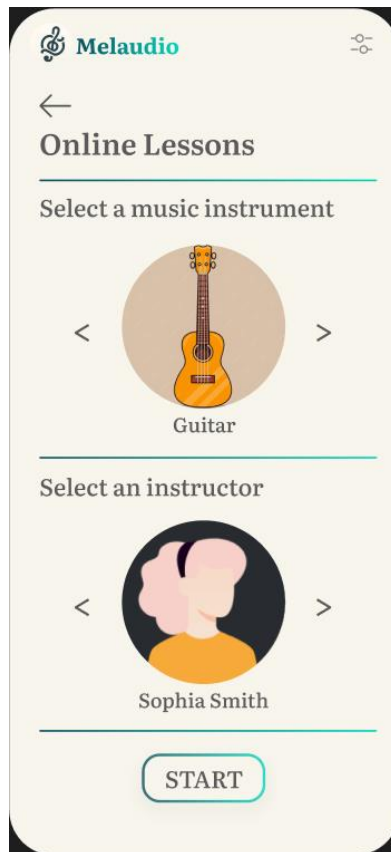 Melaudio
Online Lessons
Select a music instrument
<
>
Guitar
Select an instructor
<
>
Sophia Smith
START